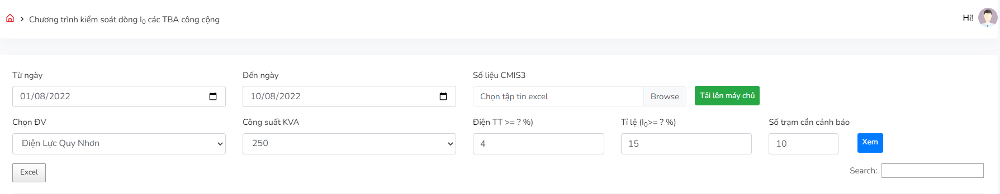 Chương trình kiểm soát dòng I₀ các TBA công cộng
Hi!
Từ ngày
Đến ngày
Số liệu CMIS3
01/08/2022
10/08/2022
Chọn tập tin excel
Browse
Tải lên máy chủ
Chọn ĐV
Công suất KVA
Điện TT >= ? %)
Tỉ lệ (I₀>= ? %)
Số trạm cần cảnh báo
Điện Lực Quy Nhơn
250
4
15
10
Xem
Excel
Search: